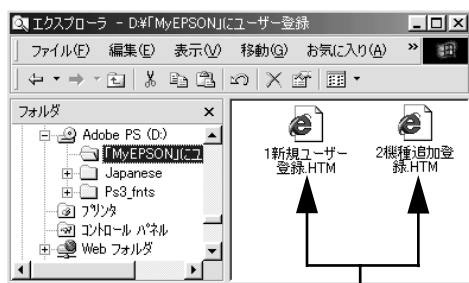 エクスプローラ － D:¥「MyEPSON」にユーザー登録
ファイル(F) 編集(E) 表示(V) 移動(G) お気に入り(A) »
フォルダ
Adobe PS (D:)
「MyEPSON」にユ
Japanese
Ps3_fnts
プリンタ
コントロール パネル
Web フォルダ
1新規ユーザー
登録.HTM
2機種追加登
録.HTM